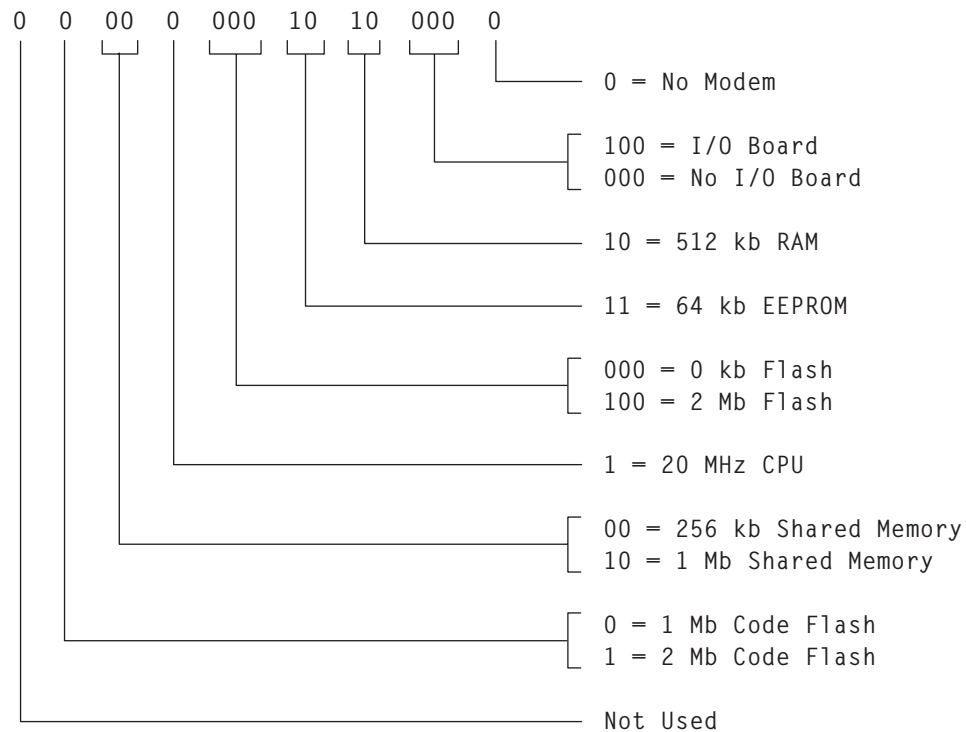 0 0 00 0 000 10 10 000 0
0 = No Modem
100 = I/O Board
000 = No I/O Board
10 = 512 kb RAM
11 = 64 kb EEPROM
000 = 0 kb Flash
100 = 2 Mb Flash
1 = 20 MHz CPU
00 = 256 kb Shared Memory
10 = 1 Mb Shared Memory
0 = 1 Mb Code Flash
1 = 2 Mb Code Flash
Not Used